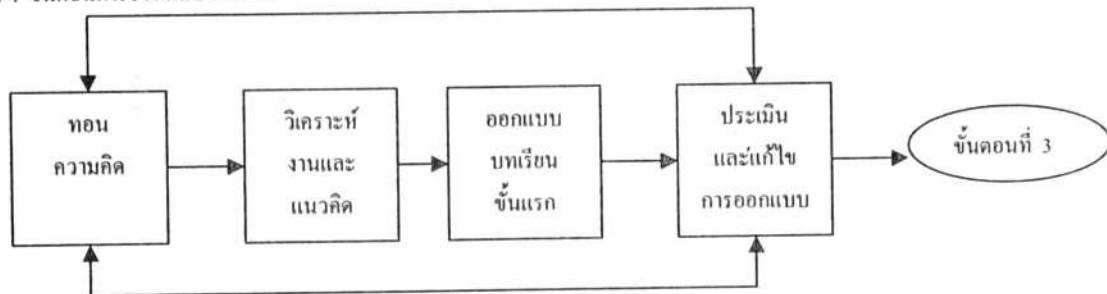 ทอน
ความคิด
วิเคราะห์
งานและ
แนวคิด
ออกแบบ
บทเรียน
ขั้นแรก
ประเมิน
และแก้ไข
การออกแบบ
ขั้นตอนที่ 3